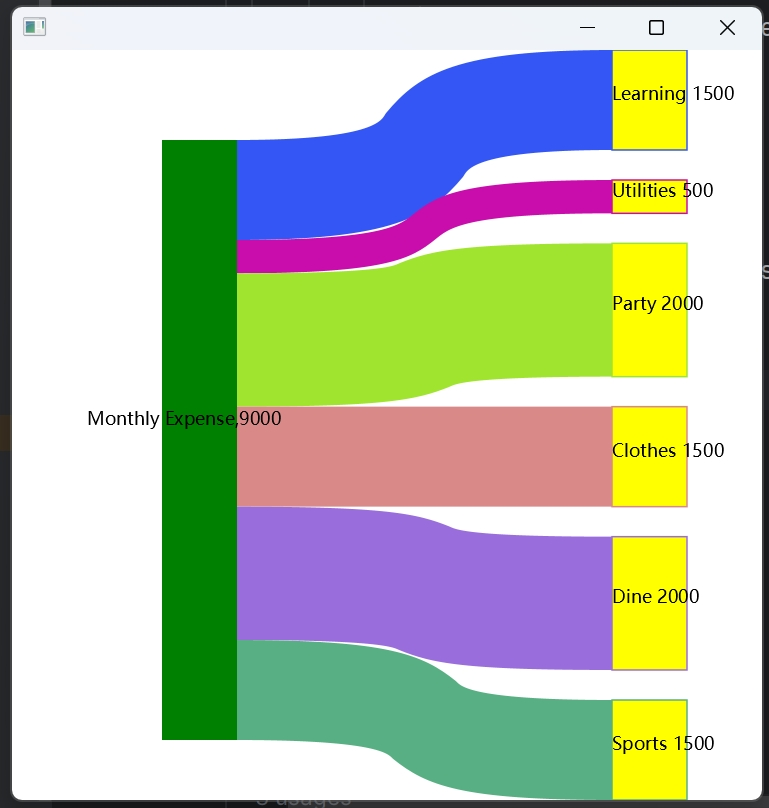 Learning 1500
Utilities 500
Party 2000
Monthly Expense,9000
Clothes 1500
Dine 2000
Sports 1500